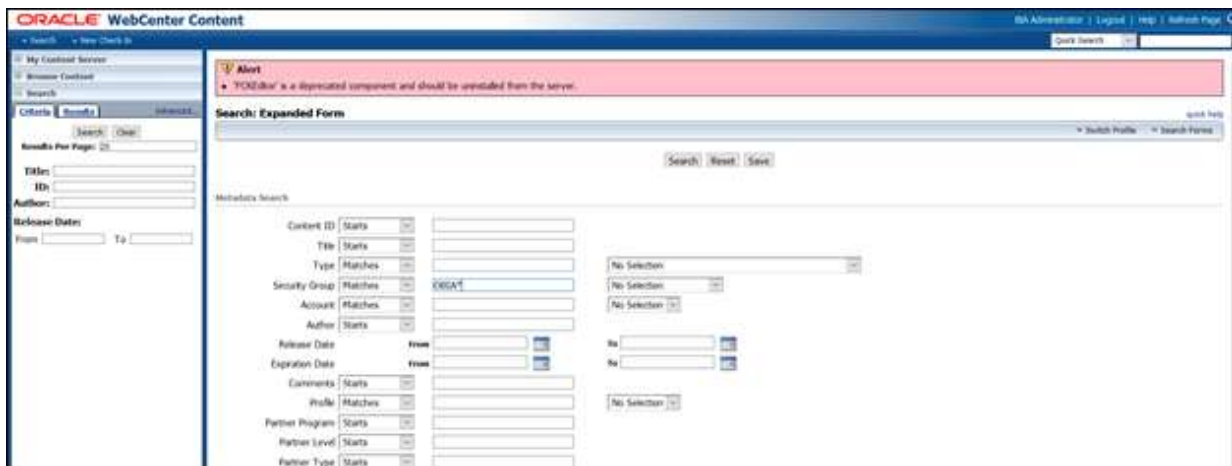 ORACLE WebCenter Content
Logout | Help | Refresh Page
Search New Check In
Quick Search
My Content Server
Browse Content
Search
Alert
'FCKEditor' is a deprecated component and should be uninstalled from the server.
Criteria Results Advanced...
Search Clear
Results Per Page:
Title:
ID:
Author:
Release Date:
From To
Search: Expanded Form
quick help
Switch Profile Search Forms
Search Reset Save
Metadata Search
Content ID Starts
Title Starts
Type Matches No Selection
Security Group Matches No Selection
Account Matches No Selection
Author Starts
Release Date From To
Expiration Date From To
Comments Starts
Profile Matches No Selection
Partner Program Starts
Partner Level Starts
Partner Type Starts